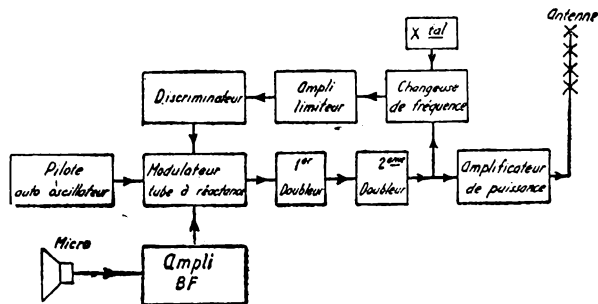 Antenne
X tal
Discriminateur
Ampli
limiteur
Changeuse
de fréquence
Pilote
auto oscillateur
Modulateur
tube à réactance
1er
Doubleur
2ème
Doubleur
Amplificateur
de puissance
Micro
Ampli
BF